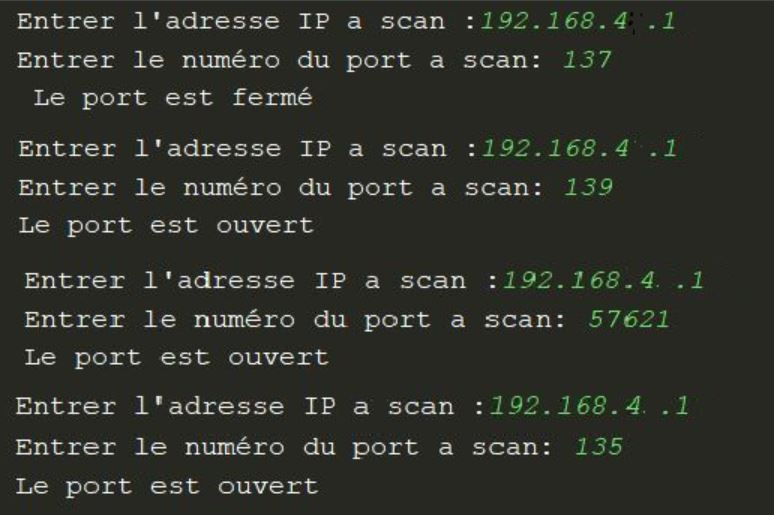 Entrer l'adresse IP a scan :192.168.4 .1
Entrer le numéro du port a scan: 137
Le port est fermé
Entrer l'adresse IP a scan :192.168.4 .1
Entrer le numéro du port a scan: 139
Le port est ouvert
Entrer l'adresse IP a scan :192.168.4 .1
Entrer le numéro du port a scan: 57621
Le port est ouvert
Entrer l'adresse IP a scan :192.168.4 .1
Entrer le numéro du port a scan: 135
Le port est ouvert